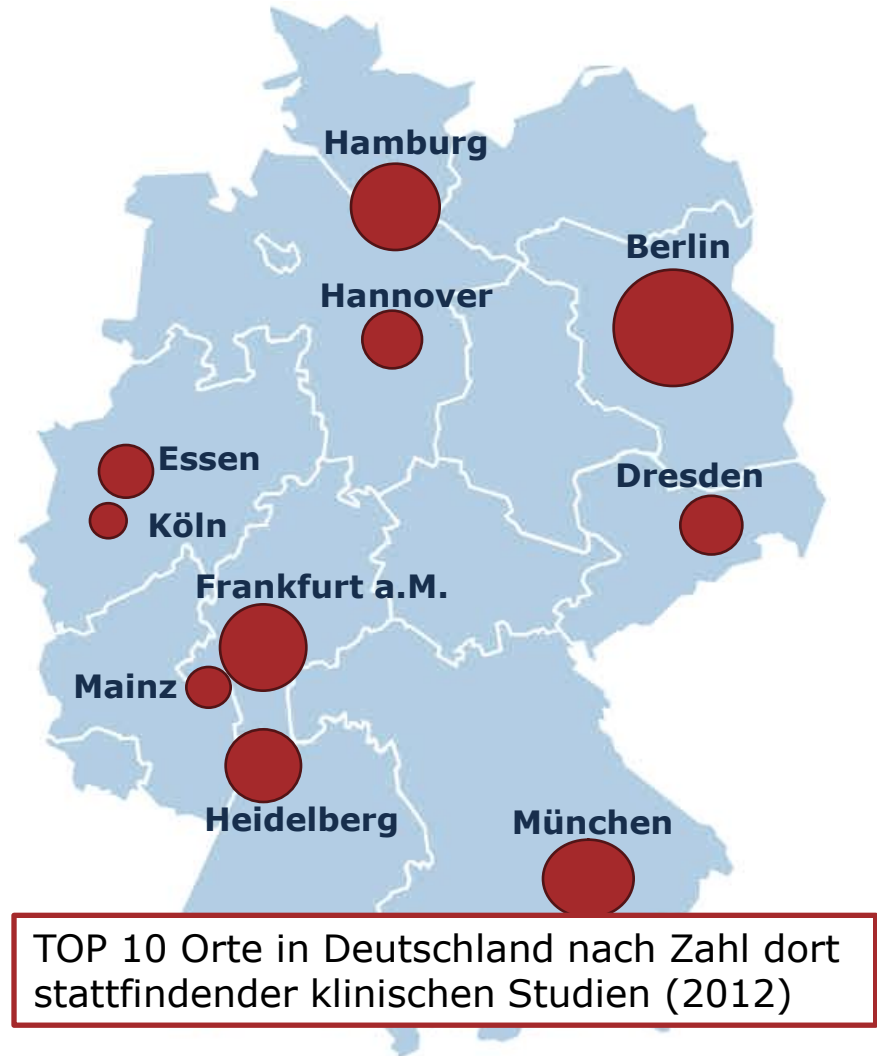 Hamburg
Berlin
Hannover
Essen
Dresden
Köln
Frankfurt a.M.
Mainz
Heidelberg
München
TOP 10 Orte in Deutschland nach Zahl dort
stattfindender klinischen Studien (2012)